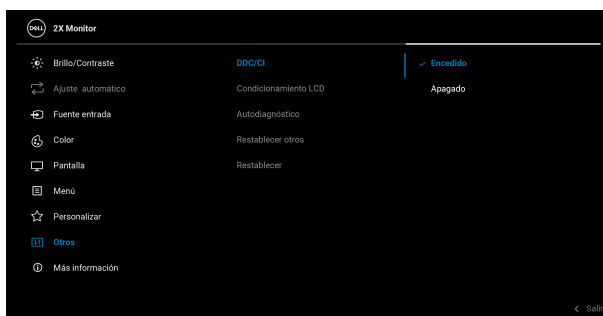 DELL 2X Monitor
Brillo/Contraste DDC/CI ✓ Encedido
Ajuste automático Condicionamiento LCD Apagado
Fuente entrada Autodiagnóstico
Color Restablecer otros
Pantalla Restablecer
Menú
Personalizar
Otros
Más información
< Salir